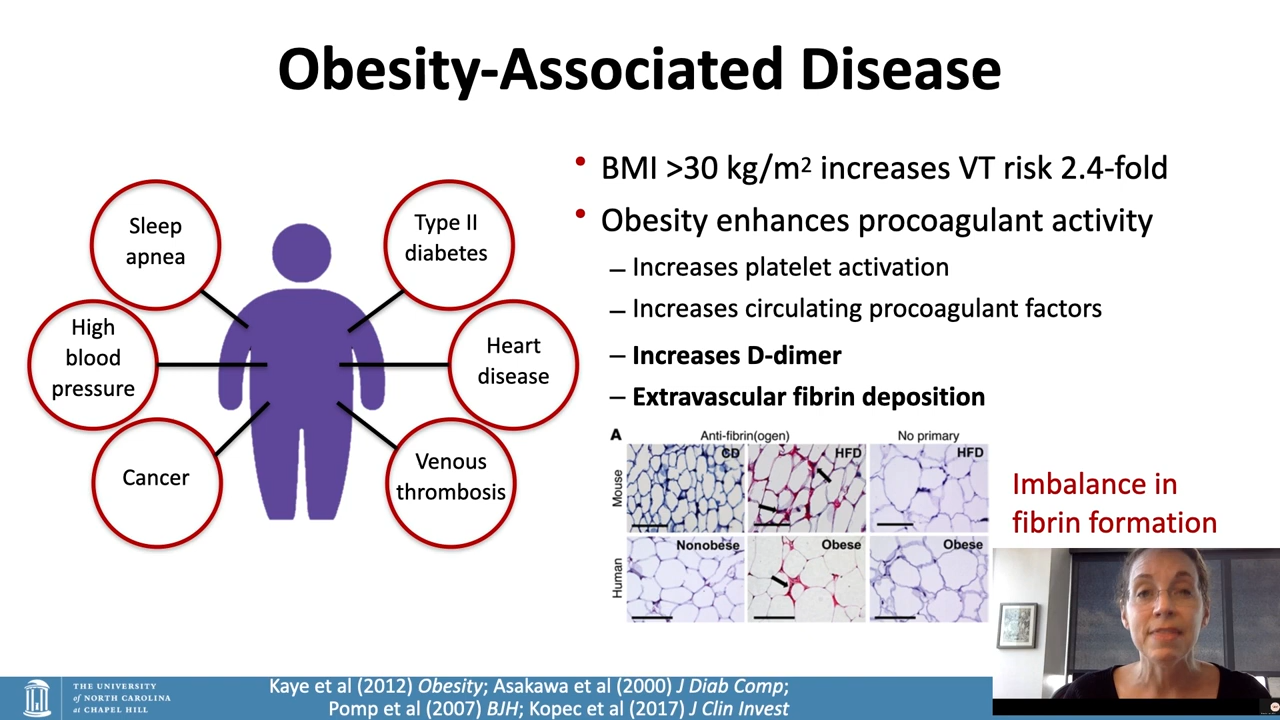 Obesity-Associated Disease
Sleep
apnea
Type II
diabetes
High
blood
pressure
Heart
disease
Cancer
Venous
thrombosis
• BMI >30 kg/m2 increases VT risk 2.4-fold
• Obesity enhances procoagulant activity
– Increases platelet activation
– Increases circulating procoagulant factors
– Increases D-dimer
– Extravascular fibrin deposition
A
Anti-fibrin(ogen)
No primary
Mouse
CD
HFD
HFD
Human
Nonobese
Obese
Obese
Imbalance in
fibrin formation
THE UNIVERSITY
of NORTH CAROLINA
at CHAPEL HILL
Kaye et al (2012) Obesity; Asakawa et al (2000) J Diab Comp;
Pomp et al (2007) BJH; Kopec et al (2017) J Clin Invest